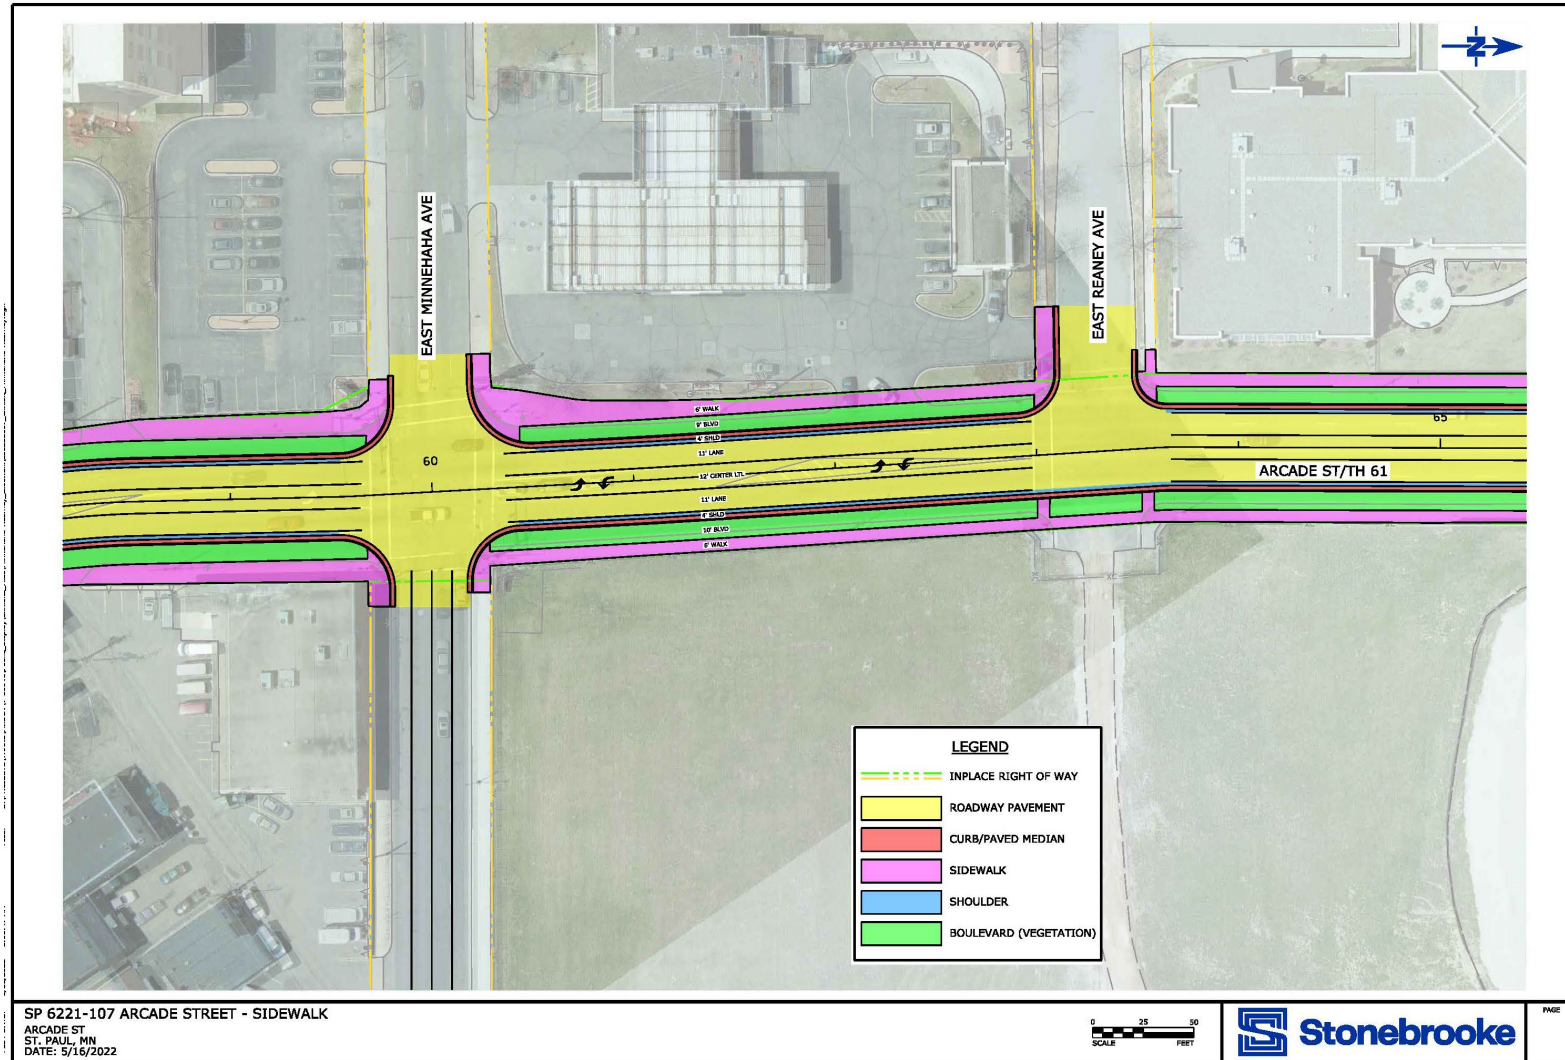 N
EAST MINNEHAHA AVE
EAST REANEY AVE
60
65
6' WALK
9' BLVD
4' SHLD
11' LANE
12' CENTER LTL
11' LANE
4' SHLD
10' BLVD
6' WALK
ARCADE ST/TH 61
LEGEND
INPLACE RIGHT OF WAY
ROADWAY PAVEMENT
CURB/PAVED MEDIAN
SIDEWALK
SHOULDER
BOULEVARD (VEGETATION)
SP 6221-107 ARCADE STREET - SIDEWALK
ARCADE ST
ST. PAUL, MN
DATE: 5/16/2022
0 25 50
SCALE FEET
Stonebrooke
PAGE